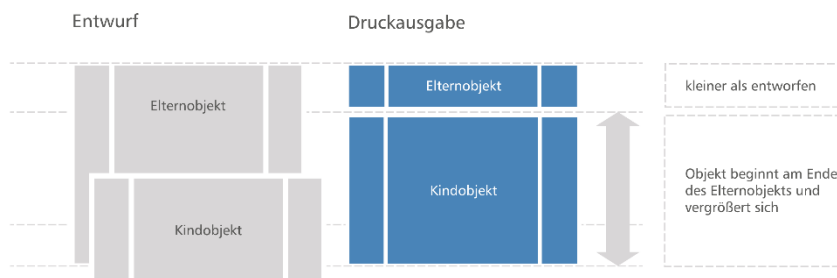 Entwurf
Druckausgabe
Elternobjekt
Kindobjekt
Elternobjekt
Kindobjekt
kleiner als entworfen
Objekt beginnt am Ende
des Elternobjekts und
vergrößert sich